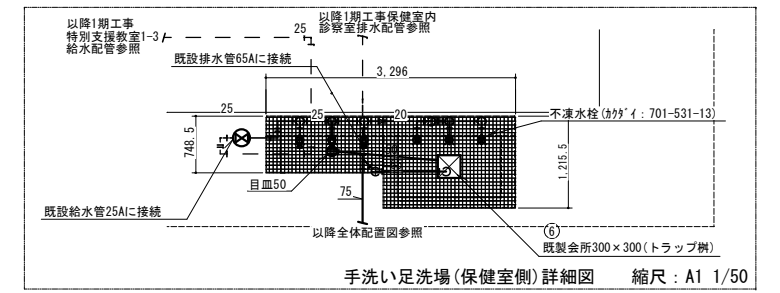 以降1期工事
特別支援教室1-3
給水配管参照
25
以降1期工事保健室内
診察室排水配管参照
既設排水管65Aに接続
3,296
25
25
20
不凍水栓(ｶｸﾀﾞｲ:701-531-13)
748.5
1,215.5
目皿50
75
既設給水管25Aに接続
以降全体配置図参照
⑥
既製会所300×300(トラップ桝)
手洗い足洗場(保健室側)詳細図 縮尺:A1 1/50